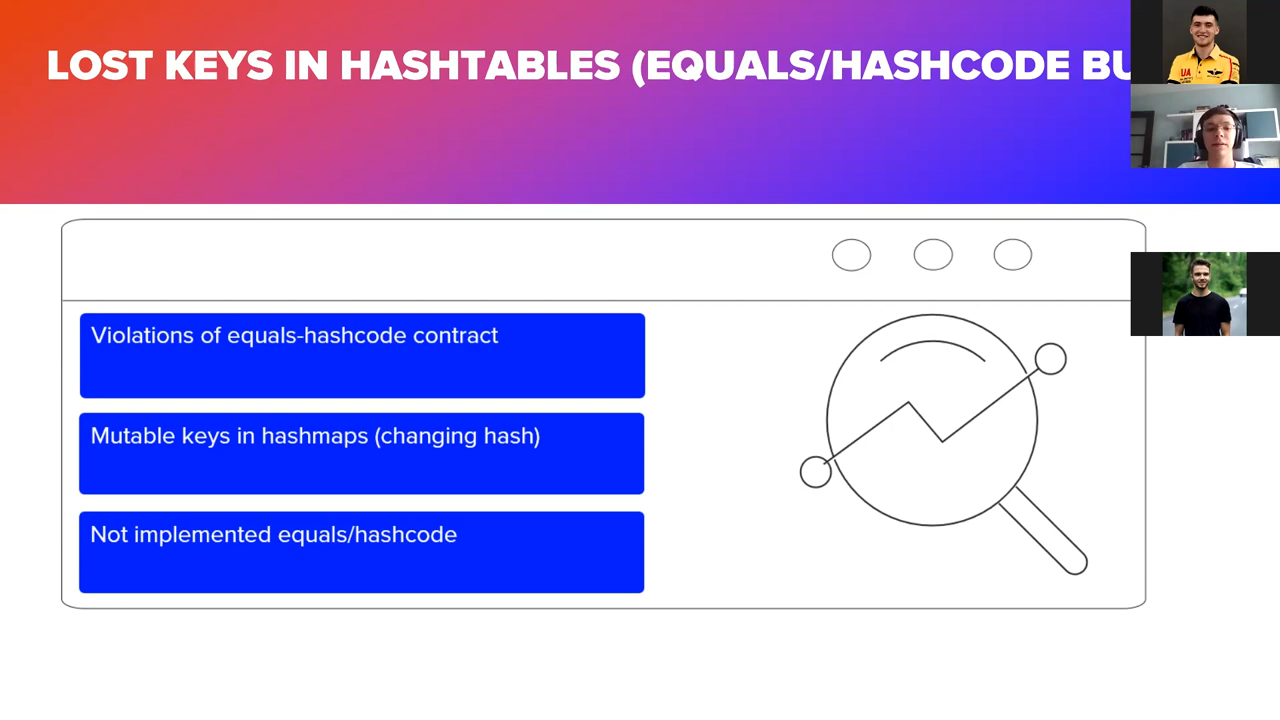 LOST KEYS IN HASHTABLES (EQUALS/HASHCODE BU
Violations of equals-hashcode contract
Mutable keys in hashmaps (changing hash)
Not implemented equals/hashcode
UA